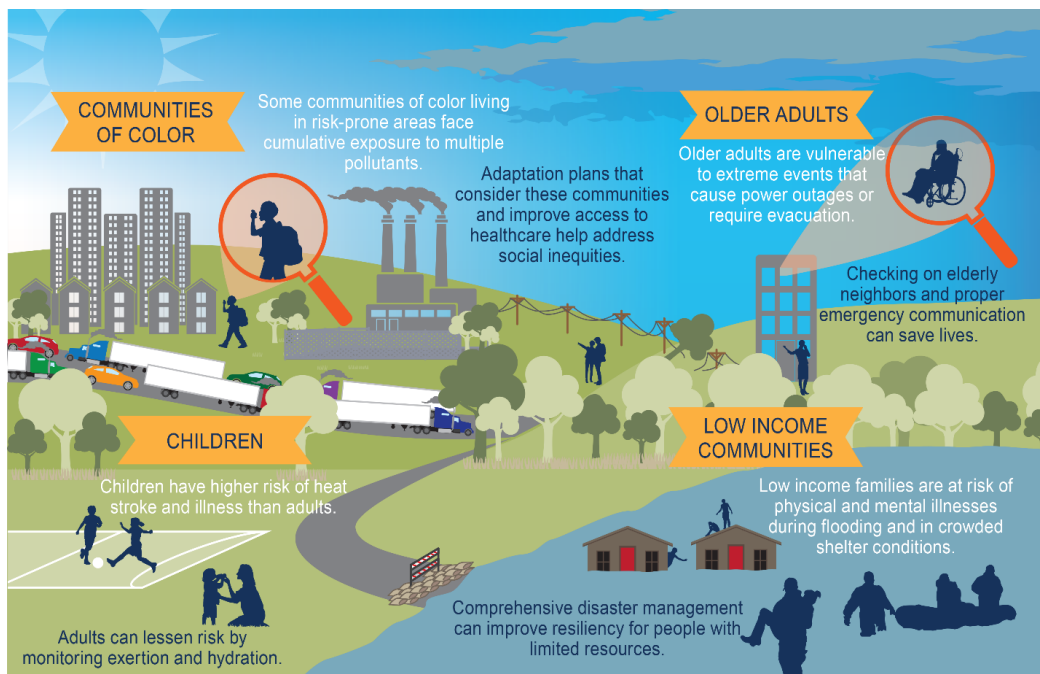 COMMUNITIES
OF COLOR
Some communities of color living
in risk-prone areas face
cumulative exposure to multiple
pollutants.
Adaptation plans that
consider these communities
and improve access to
healthcare help address
social inequities.
OLDER ADULTS
Older adults are vulnerable
to extreme events that
cause power outages or
require evacuation.
Checking on elderly
neighbors and proper
emergency communication
can save lives.
CHILDREN
Children have higher risk of heat
stroke and illness than adults.
Adults can lessen risk by
monitoring exertion and hydration.
LOW INCOME
COMMUNITIES
Low income families are at risk of
physical and mental illnesses
during flooding and in crowded
shelter conditions.
Comprehensive disaster management
can improve resiliency for people with
limited resources.